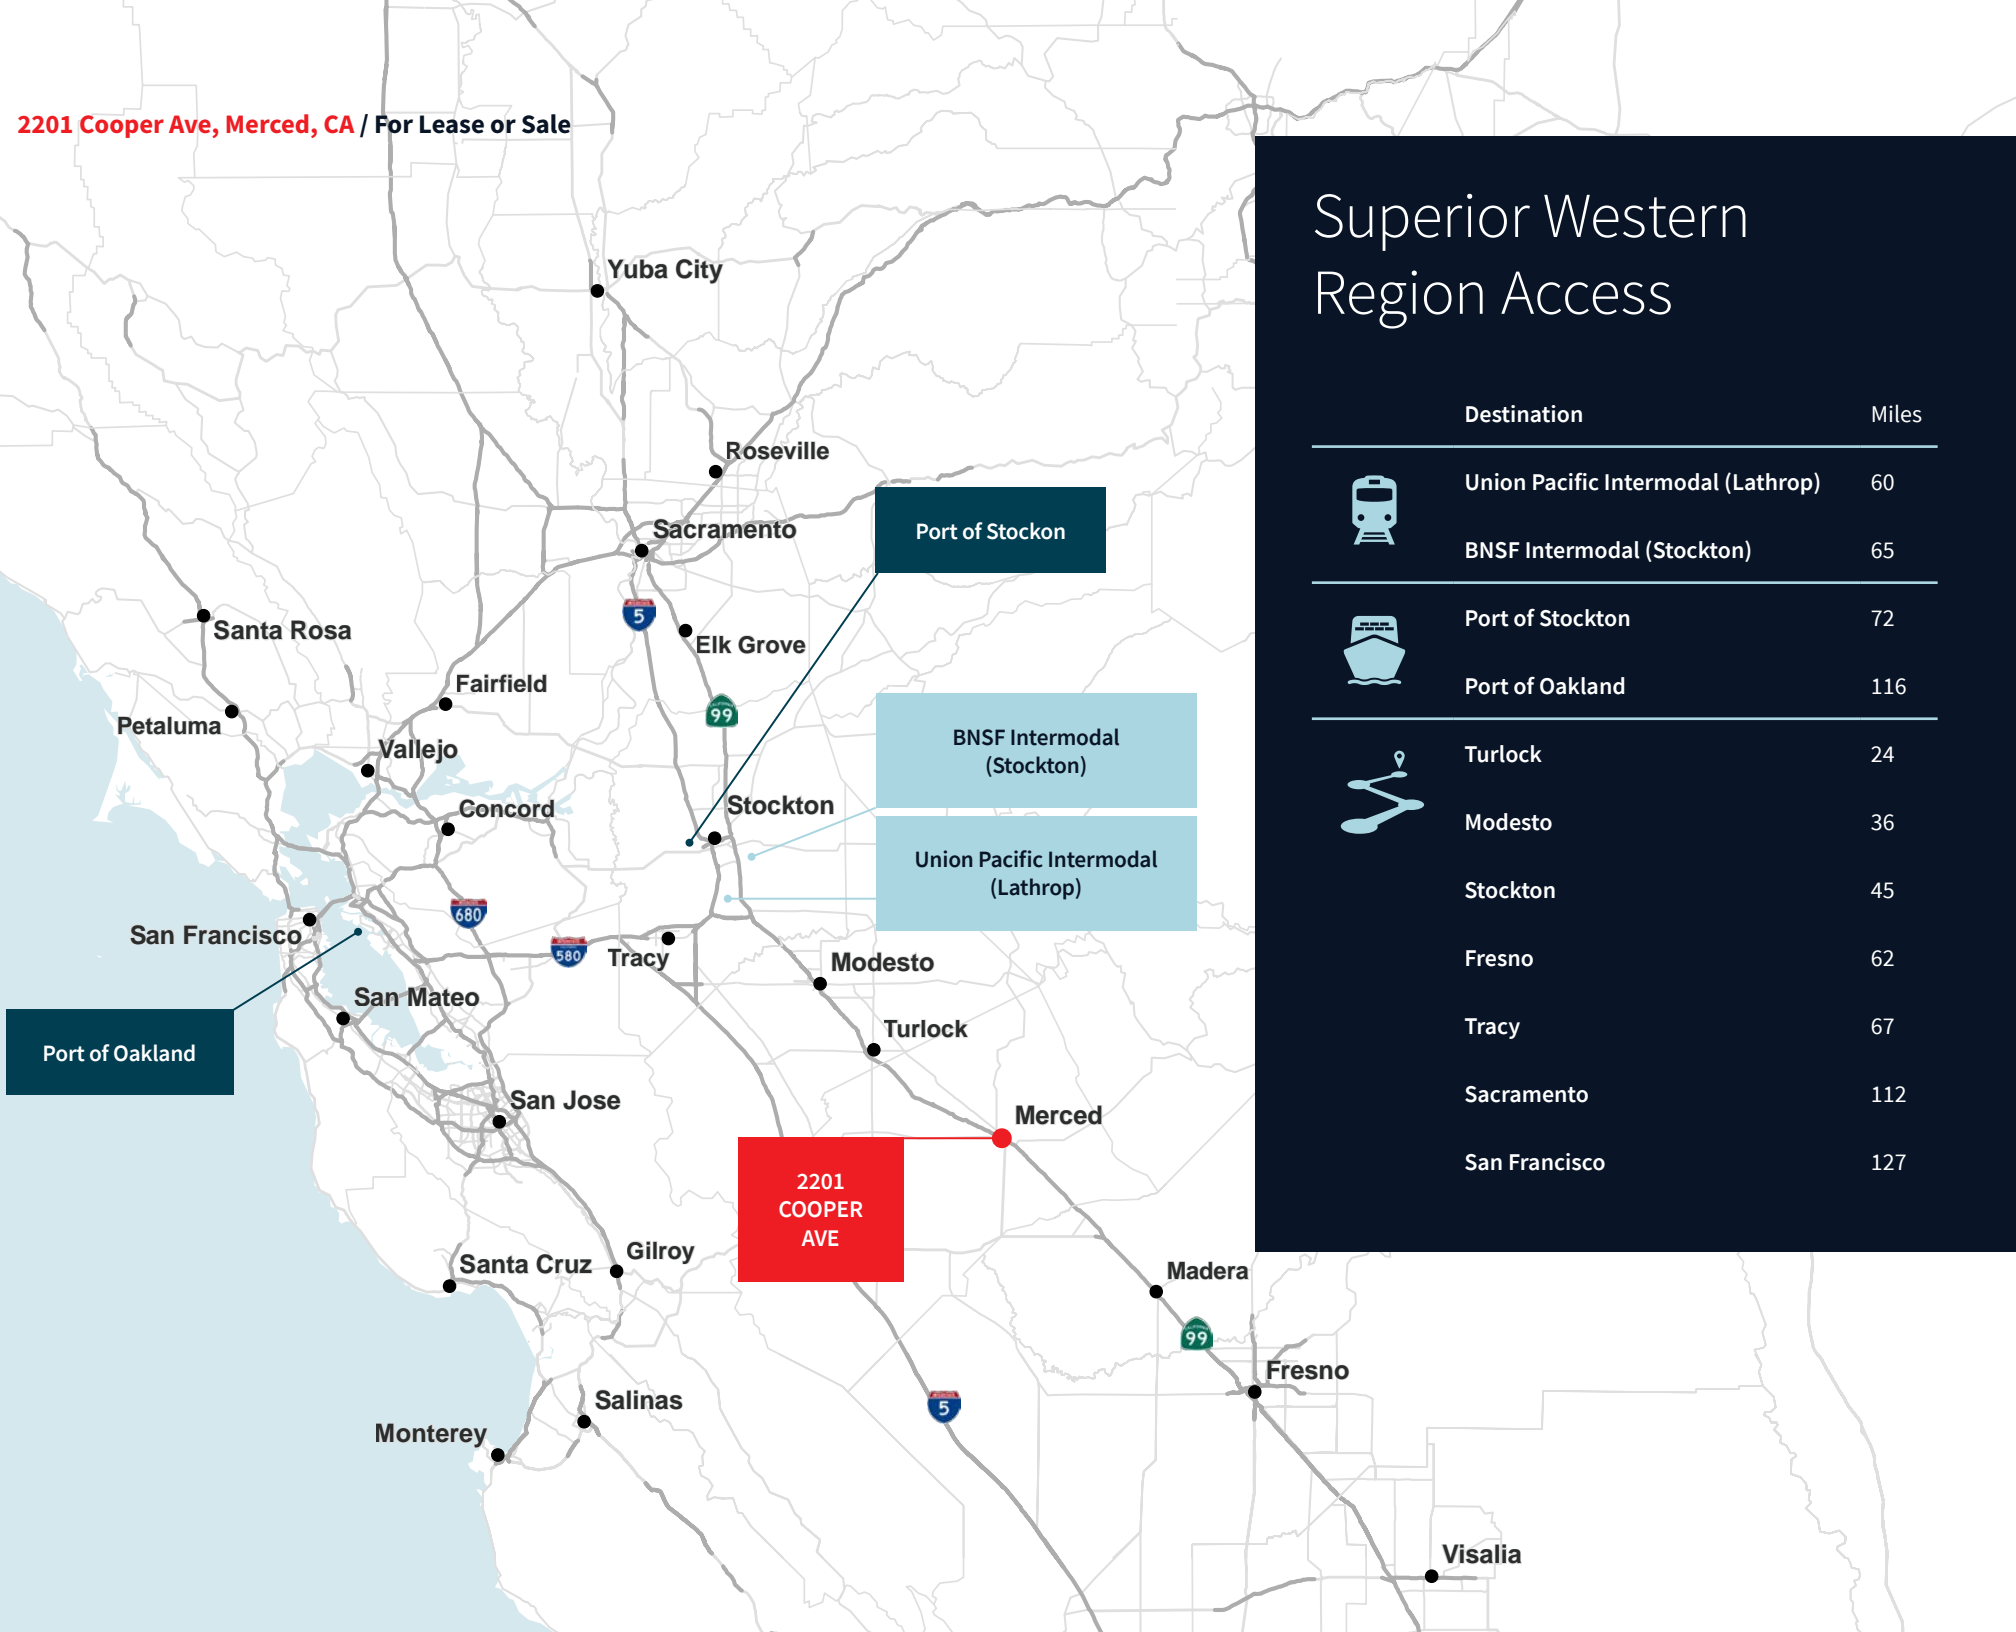 2201 Cooper Ave, Merced, CA / For Lease or Sale
Superior Western
Region Access
Destination Miles
Union Pacific Intermodal (Lathrop) 60
BNSF Intermodal (Stockton) 65
Port of Stockton 72
Port of Oakland 116
Turlock 24
Modesto 36
Stockton 45
Fresno 62
Tracy 67
Sacramento 112
San Francisco 127
Yuba City
Roseville
Sacramento
Port of Stockon
5
Santa Rosa
Elk Grove
Fairfield
99
Petaluma
Vallejo
BNSF Intermodal
(Stockton)
Concord
Stockton
Union Pacific Intermodal
(Lathrop)
680
San Francisco
580
Tracy
Modesto
San Mateo
Turlock
Port of Oakland
San Jose
Merced
2201
COOPER
AVE
Santa Cruz
Gilroy
Madera
99
Fresno
Salinas
5
Monterey
Visalia